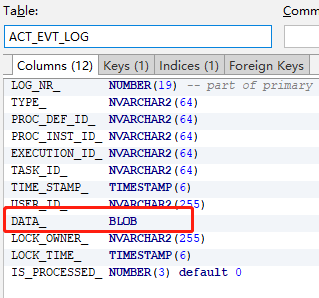 Table: Comm
ACT_EVT_LOG
Columns (12) Keys (1) Indices (1) Foreign Keys
LOG_NR_ NUMBER(19) -- part of primary
TYPE_ NVARCHAR2(64)
PROC_DEF_ID_ NVARCHAR2(64)
PROC_INST_ID_ NVARCHAR2(64)
EXECUTION_ID_ NVARCHAR2(64)
TASK_ID_ NVARCHAR2(64)
TIME_STAMP_ TIMESTAMP(6)
USER_ID_ NVARCHAR2(255)
DATA_ BLOB
LOCK_OWNER_ NVARCHAR2(255)
LOCK_TIME_ TIMESTAMP(6)
IS_PROCESSED_ NUMBER(3) default 0